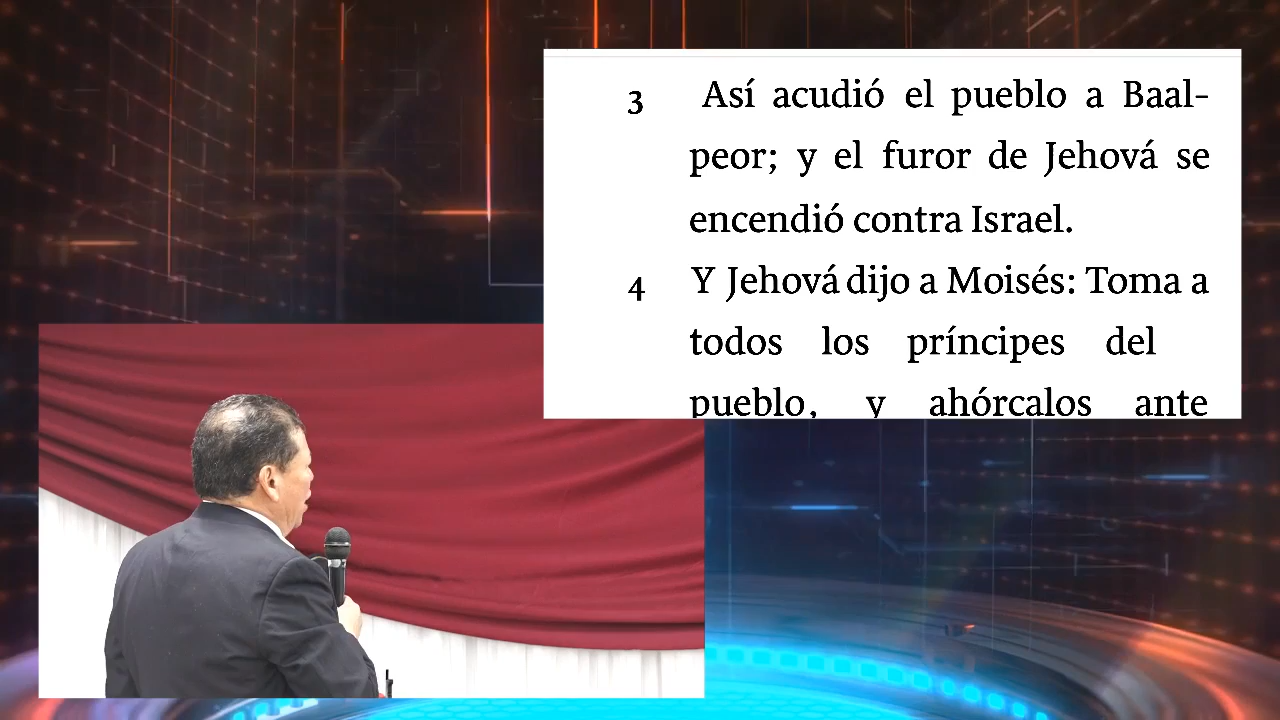 3 Así acudió el pueblo a Baal-
peor; y el furor de Jehová se
encendió contra Israel.
4 Y Jehová dijo a Moisés: Toma a
todos los príncipes del
pueblo, y ahórcalos ante